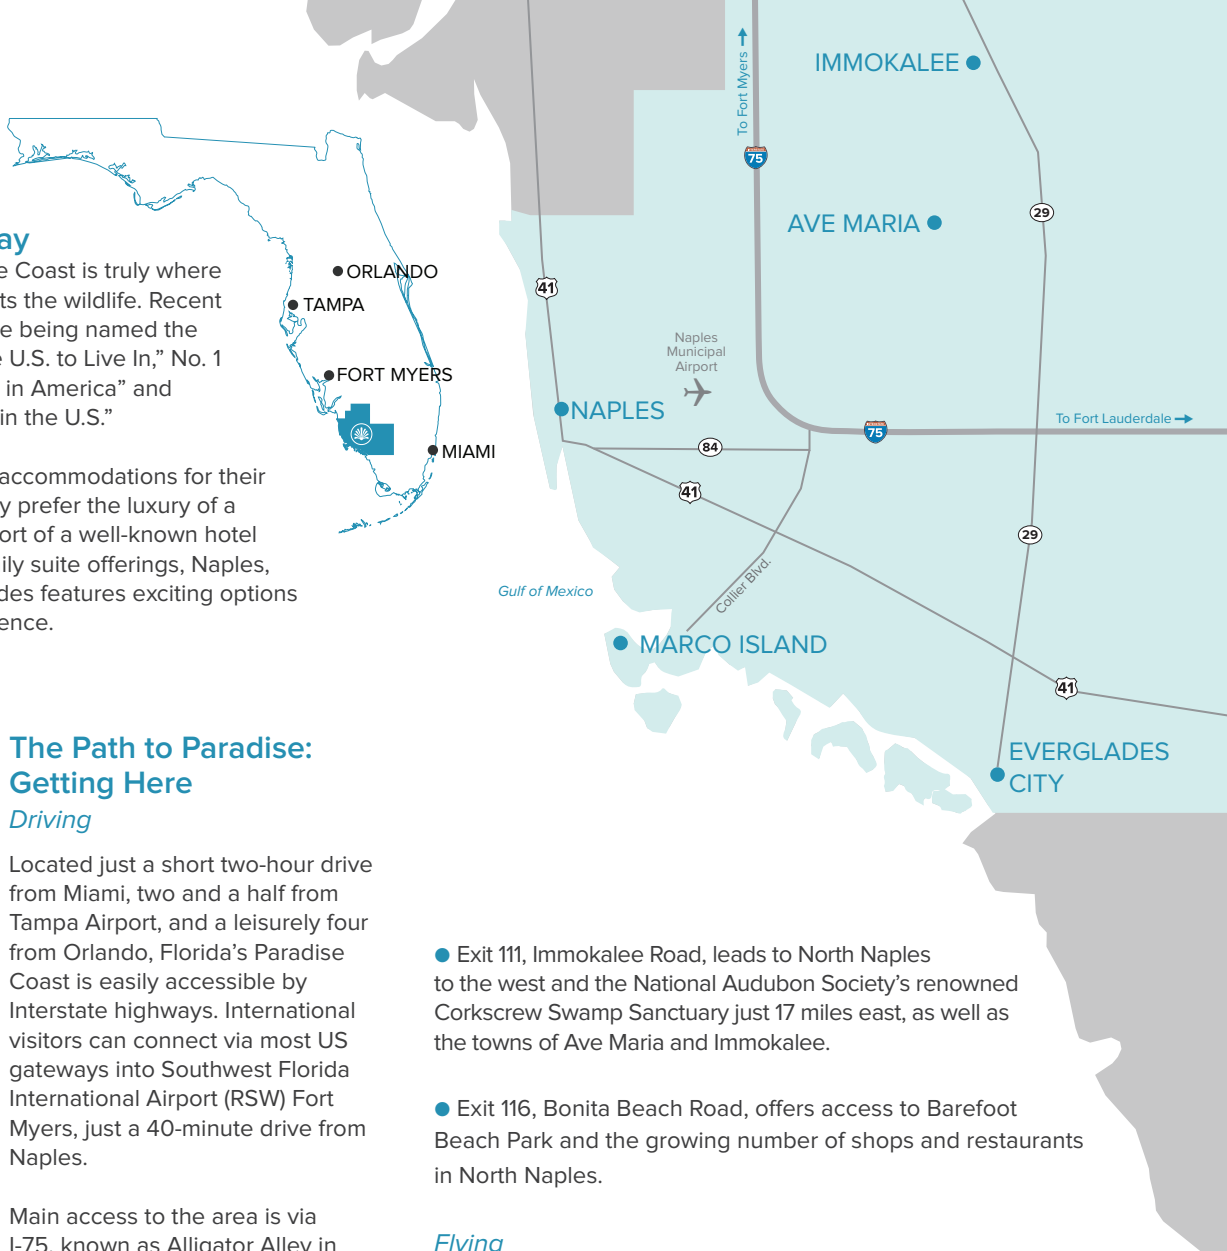 To Fort Myers
IMMOKALEE
75
29
AVE MARIA
ay
e Coast is truly where
ts the wildlife. Recent
e being named the
e U.S. to Live In,” No. 1
in America” and
in the U.S.”
accommodations for their
y prefer the luxury of a
ort of a well-known hotel
ily suite offerings, Naples,
des features exciting options
ence.
ORLANDO
TAMPA
FORT MYERS
MIAMI
41
Naples
Municipal
Airport
NAPLES
To Fort Lauderdale
75
84
41
29
Collier Blvd.
Gulf of Mexico
MARCO ISLAND
41
EVERGLADES
CITY
The Path to Paradise:
Getting Here
Driving
Located just a short two-hour drive
from Miami, two and a half from
Tampa Airport, and a leisurely four
from Orlando, Florida’s Paradise
Coast is easily accessible by
Interstate highways. International
visitors can connect via most US
gateways into Southwest Florida
International Airport (RSW) Fort
Myers, just a 40-minute drive from
Naples.
Main access to the area is via
I-75, known as Alligator Alley in
● Exit 111, Immokalee Road, leads to North Naples
to the west and the National Audubon Society’s renowned
Corkscrew Swamp Sanctuary just 17 miles east, as well as
the towns of Ave Maria and Immokalee.
● Exit 116, Bonita Beach Road, offers access to Barefoot
Beach Park and the growing number of shops and restaurants
in North Naples.
Flying